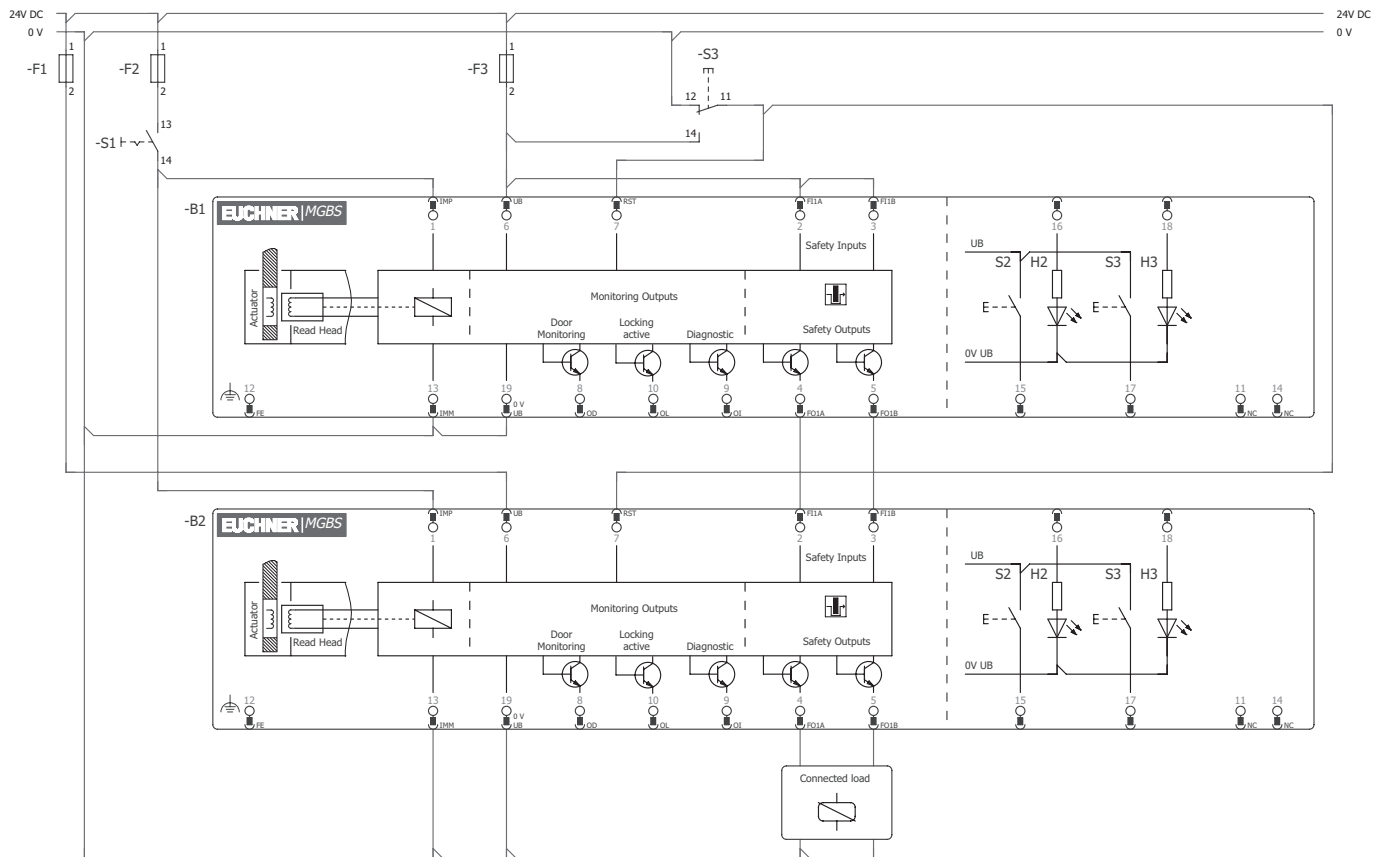 24V DC 24V DC
0 V 0 V
1 1 1
-F1 -F2 -F3 -S3
2 2 2
12 11
13
-S1 14
14
-B1 EUCHNER|MGBS IMP UB RST FI1A FI1B
1 6 7 2 3 16 18
Safety Inputs
UB
S2 H2 S3 H3
Actuator
Read Head
Monitoring Outputs
Door Monitoring
Locking active
Diagnostic
Safety Outputs
0V UB
12 13 19 8 10 9 4 5 15 17 11 14
FE IMM 0 V UB OD OL OI FO1A FO1B NC NC
-B2 EUCHNER|MGBS IMP UB RST FI1A FI1B
1 6 7 2 3 16 18
Safety Inputs
UB
S2 H2 S3 H3
Actuator
Read Head
Monitoring Outputs
Door Monitoring
Locking active
Diagnostic
Safety Outputs
0V UB
12 13 19 8 10 9 4 5 15 17 11 14
FE IMM 0 V UB OD OL OI FO1A FO1B NC NC
Connected load